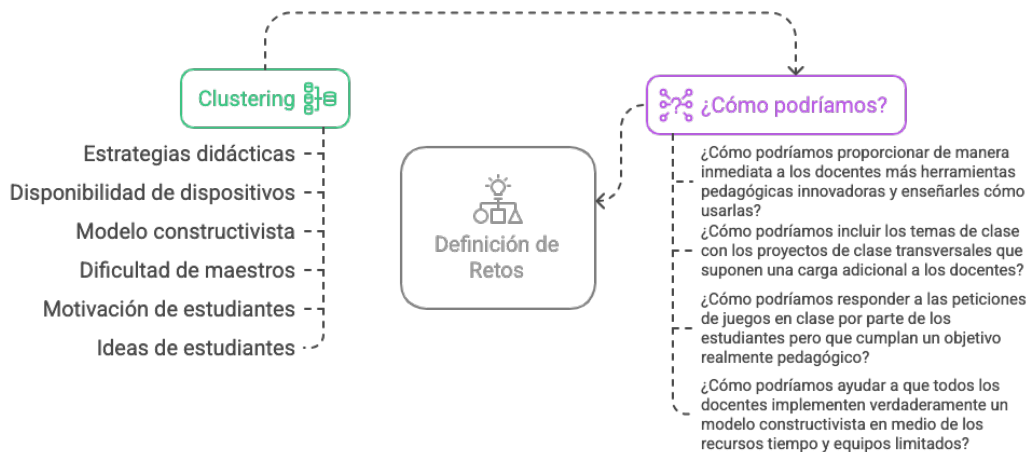 Clustering
Estrategias didácticas
Disponibilidad de dispositivos
Modelo constructivista
Dificultad de maestros
Motivación de estudiantes
Ideas de estudiantes
Definición de
Retos
¿Cómo podríamos?
¿Cómo podríamos proporcionar de manera
inmediata a los docentes más herramientas
pedagógicas innovadoras y enseñarles cómo
usarlas?
¿Cómo podríamos incluir los temas de clase
con los proyectos de clase transversales que
suponen una carga adicional a los docentes?
¿Cómo podríamos responder a las peticiones
de juegos en clase por parte de los
estudiantes pero que cumplan un objetivo
realmente pedagógico?
¿Cómo podríamos ayudar a que todos los
docentes implementen verdaderamente un
modelo constructivista en medio de los
recursos tiempo y equipos limitados?